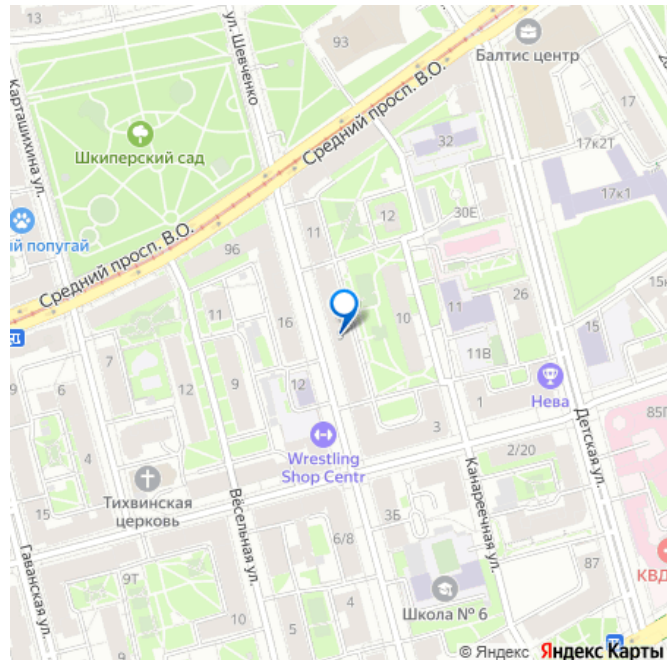 13
93
Балтис центр
ул. Шевченко
Карташихина ул.
Шкиперский сад
Средний просп. В.О.
32
17
17к2Т
17к1
ый попугай
96
Средний просп. В.О.
11
12
30Е
11
16
10
11
26
15
15к
9
6
7
12
9
12
11В
Нева
1
3
4
Wrestling
Shop Centr
2/20
Детская ул.
85П
Тихвинская
церковь
15
Гаванская ул.
Вёсельная ул.
9Т
6/8
3Б
Канареечная ул.
87
КВД
Школа № 6
5
4
10
© Яндекс Яндекс Карты